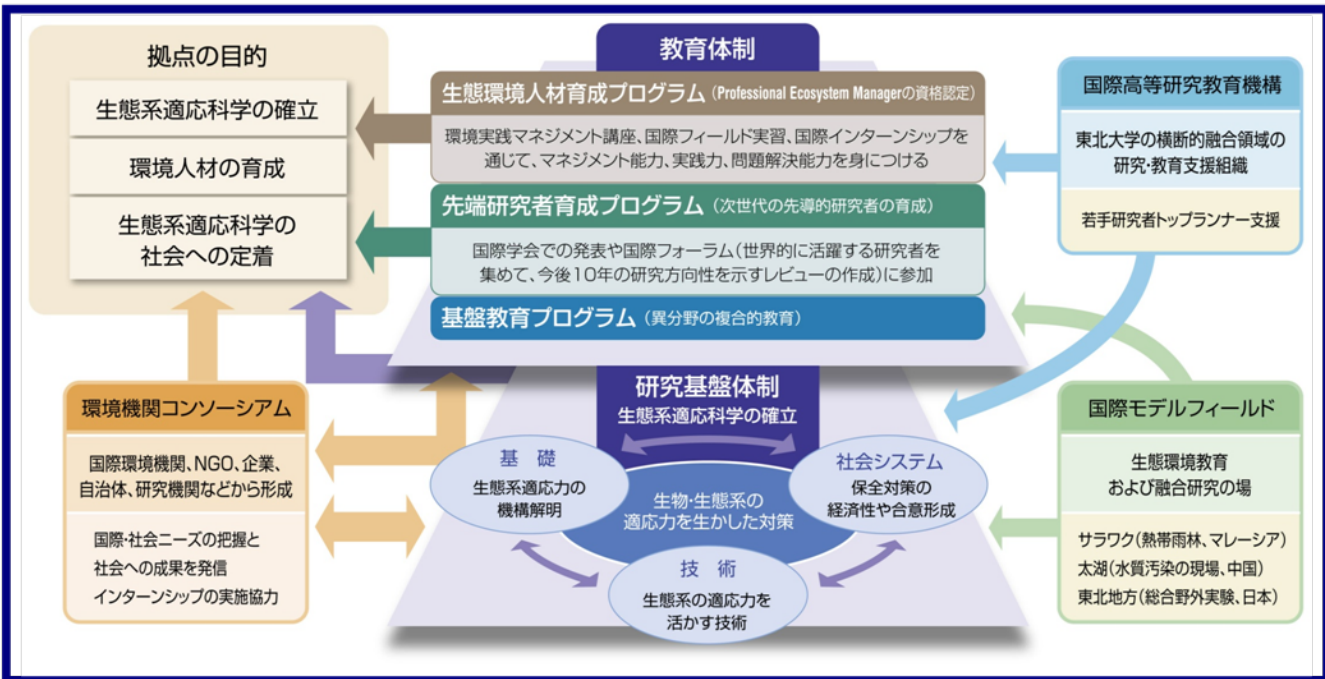 拠点の目的
生態系適応科学の確立
環境人材の育成
生態系適応科学の
社会への定着
教育体制
生態環境人材育成プログラム（Professional Ecosystem Managerの資格認定）
環境実践マネジメント講座、国際フィールド実習、国際インターンシップを
通じて、マネジメント能力、実践力、問題解決能力を身につける
先端研究者育成プログラム（次世代の先導的研究者の育成）
国際学会での発表や国際フォーラム（世界的に活躍する研究者を
集めて、今後10年の研究方向性を示すレビューの作成）に参加
基盤教育プログラム（異分野の複合的教育）
国際高等研究教育機構
東北大学の横断的融合領域の
研究・教育支援組織
若手研究者トップランナー支援
環境機関コンソーシアム
国際環境機関、NGO、企業、
自治体、研究機関などから形成
国際・社会ニーズの把握と
社会への成果を発信
インターンシップの実施協力
研究基盤体制
生態系適応科学の確立
基 礎
生態系適応力の
機構解明
社会システム
保全対策の
経済性や合意形成
生物・生態系の
適応力を生かした対策
技 術
生態系の適応力を
活かす技術
国際モデルフィールド
生態環境教育
および融合研究の場
サラワク（熱帯雨林、マレーシア）
太湖（水質汚染の現場、中国）
東北地方（総合野外実験、日本）